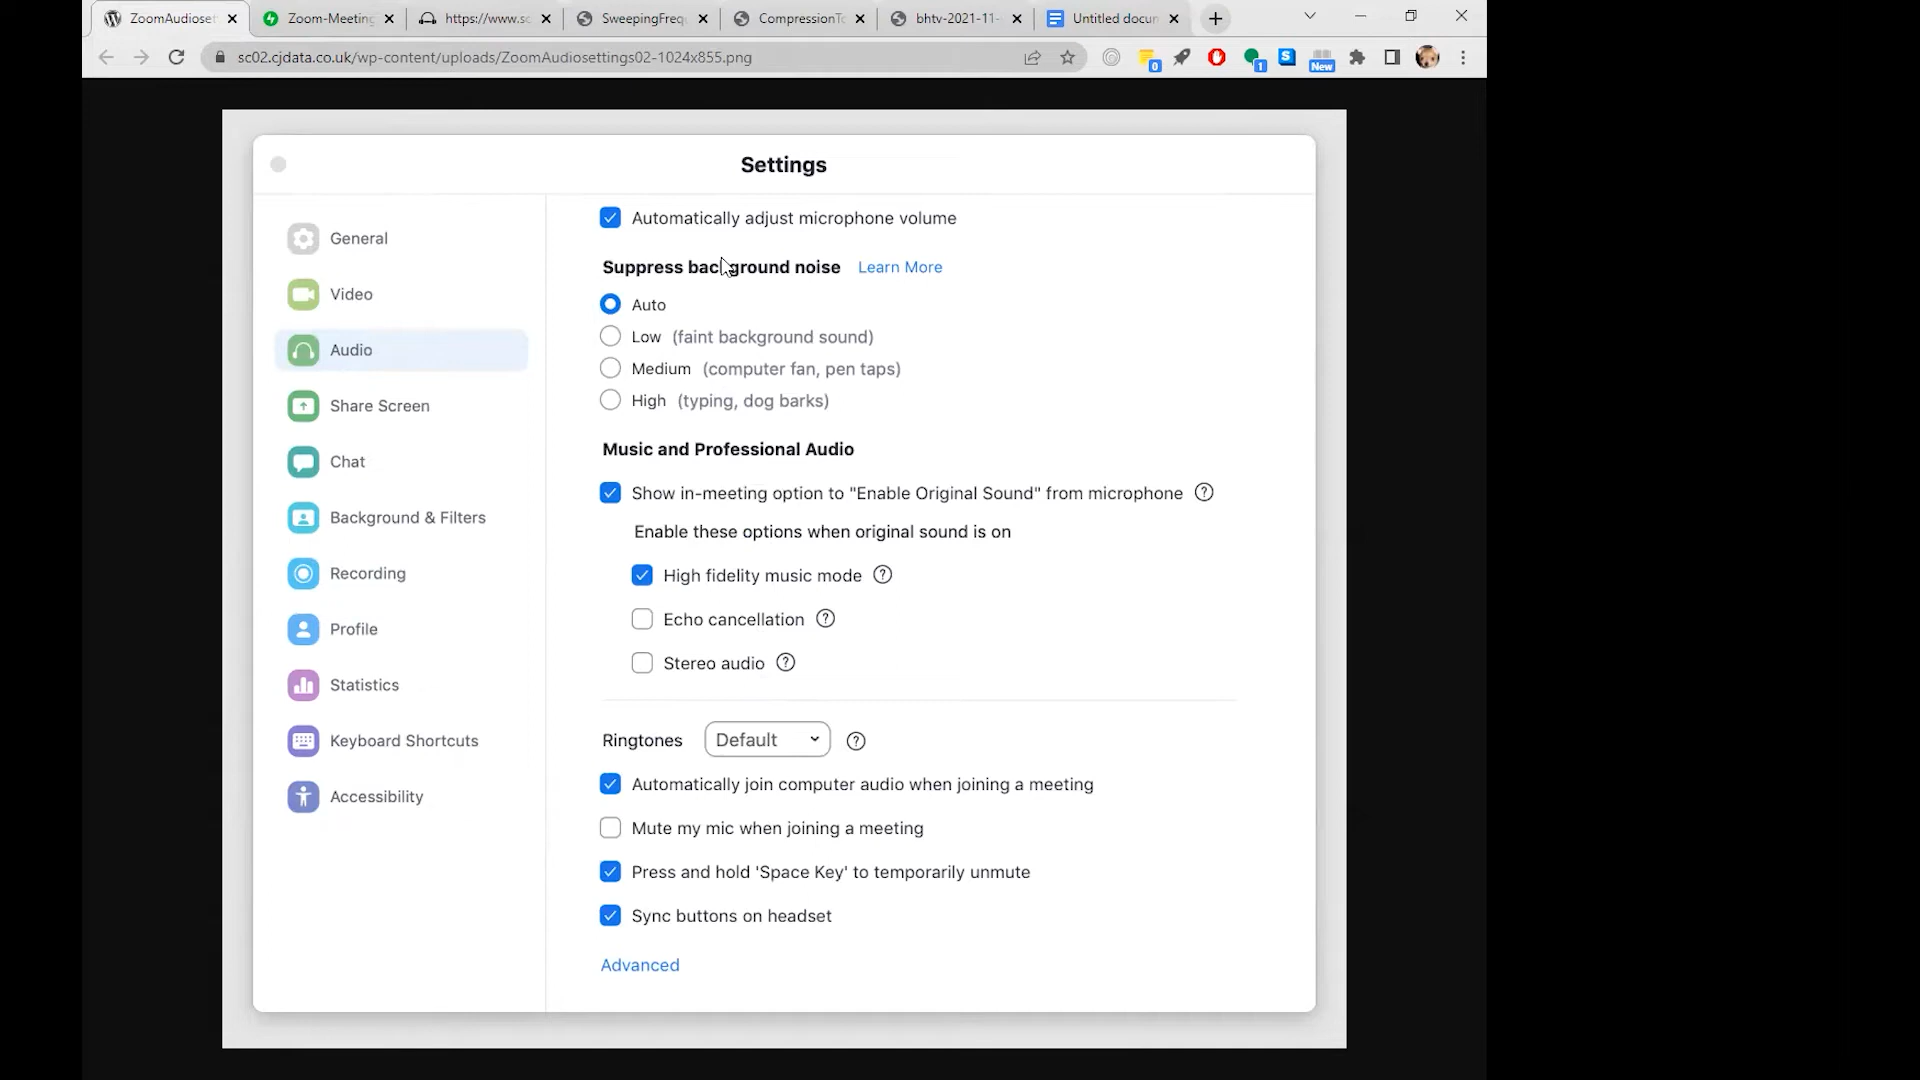 ZoomAudioset
Zoom-Meeting
https://www.sc
SweepingFreq
CompressionTo
bhtv-2021-11-
Untitled docun
sc02.cjdata.co.uk/wp-content/uploads/ZoomAudiosettings02-1024x855.png
0
1
S
New
Settings
General
Video
Audio
Share Screen
Chat
Background & Filters
Recording
Profile
Statistics
Keyboard Shortcuts
Accessibility
Automatically adjust microphone volume
Suppress background noise Learn More
Auto
Low (faint background sound)
Medium (computer fan, pen taps)
High (typing, dog barks)
Music and Professional Audio
Show in-meeting option to "Enable Original Sound" from microphone ?
Enable these options when original sound is on
High fidelity music mode ?
Echo cancellation ?
Stereo audio ?
Ringtones Default ?
Automatically join computer audio when joining a meeting
Mute my mic when joining a meeting
Press and hold 'Space Key' to temporarily unmute
Sync buttons on headset
Advanced